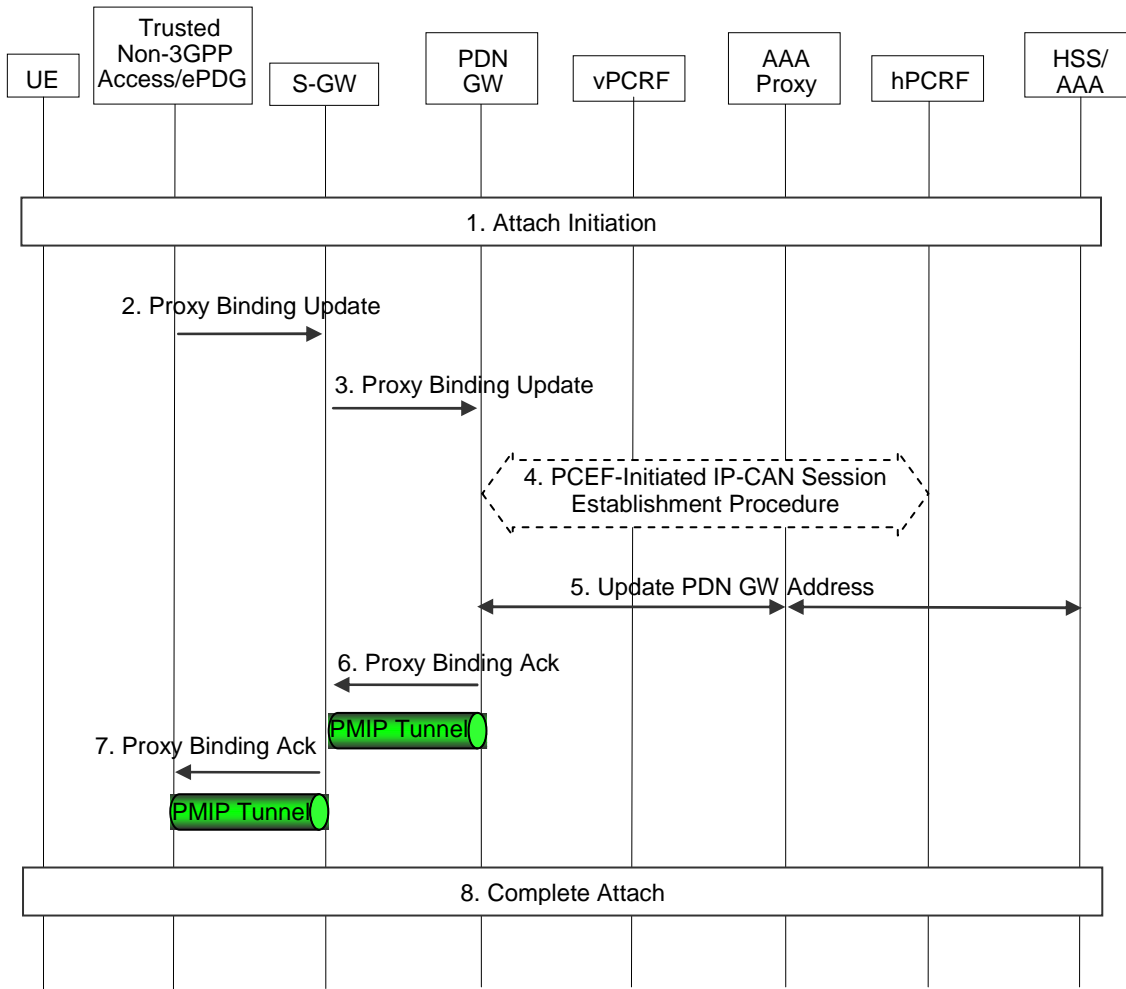 UE
Trusted
Non-3GPP
Access/ePDG
S-GW
PDN
GW
vPCRF
AAA
Proxy
hPCRF
HSS/
AAA
1. Attach Initiation
2. Proxy Binding Update
3. Proxy Binding Update
4. PCEF-Initiated IP-CAN Session
Establishment Procedure
5. Update PDN GW Address
6. Proxy Binding Ack
PMIP Tunnel
7. Proxy Binding Ack
PMIP Tunnel
8. Complete Attach